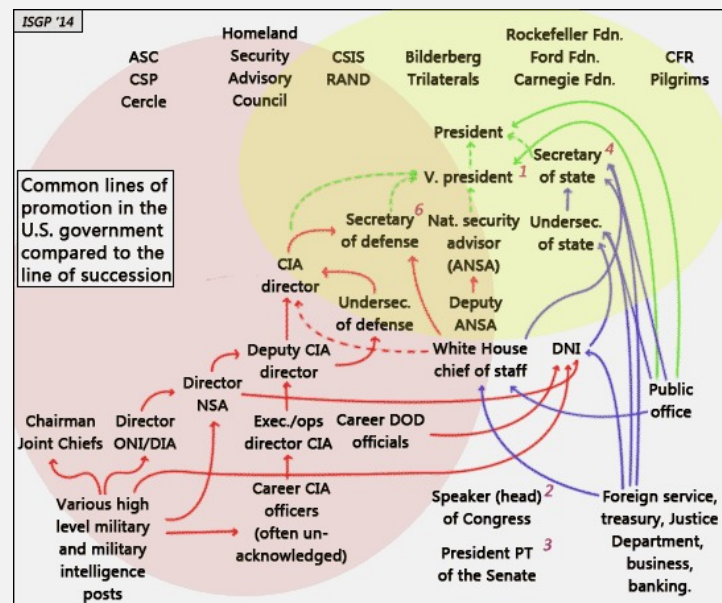 ISGP '14
ASC
CSP
Cercle
Homeland
Security
Advisory
Council
CSIS
RAND
Bilderberg
Trilaterals
Rockefeller Fdn.
Ford Fdn.
Carnegie Fdn.
CFR
Pilgrims
Common lines of
promotion in the
U.S. government
compared to the
line of succession
President
V. president 1
Secretary 4
of state
Secretary 6
of defense
Nat. security
advisor
(ANSA)
Undersec.
of state
CIA
director
Undersec.
of defense
Deputy
ANSA
Deputy CIA
director
White House
chief of staff
DNI
Director
NSA
Public
office
Chairman
Joint Chiefs
Director
ONI/DIA
Exec./ops
director CIA
Career DOD
officials
Various high
level military
and military
intelligence
posts
Career CIA
officers
(often un-
acknowledged)
Speaker (head) 2
of Congress
President PT 3
of the Senate
Foreign service,
treasury, Justice
Department,
business,
banking.